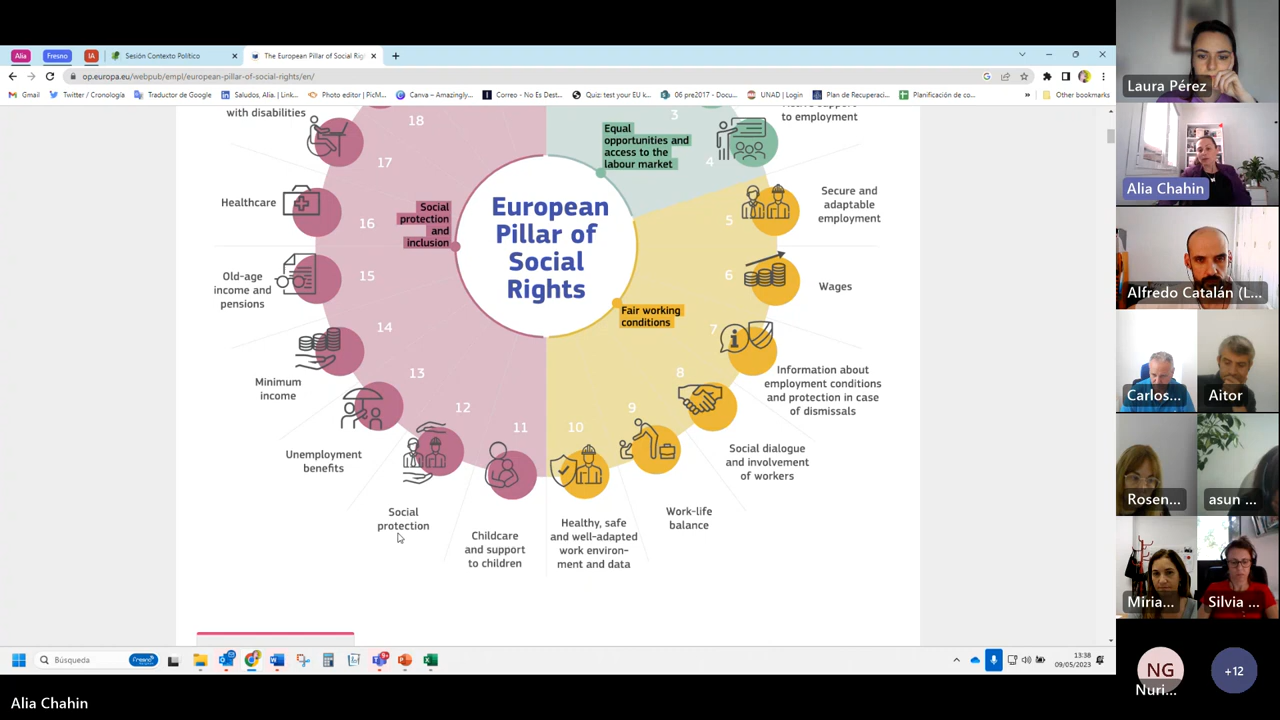 Alia
Fresno
IA
Sesión Contexto Político
The European Pillar of Social Righ
op.europa.eu/webpub/empl/european-pillar-of-social-rights/en/
Gmail
Twitter / Cronología
Traductor de Google
Saludos, Alia. | Link...
Photo editor | PicM...
Canva – Amazingly...
Correo - No Es Dest...
Quiz: test your EU k...
06 pre2017 - Docum...
UNAD | Login
Plan de Recuperaci...
Planificación de co...
»
Other bookmarks
with disabilities
18
17
Healthcare
16
Old-age
income and
pensions
15
14
Minimum
income
13
Unemployment
benefits
12
Social
protection
11
Childcare
and support
to children
Social
protection
and
inclusion
European
Pillar of
Social
Rights
Equal
opportunities and
access to the
labour market
3
4
to employment
5
Secure and
adaptable
employment
6
Wages
Fair working
conditions
7
Information about
employment conditions
and protection in case
of dismissals
8
Social dialogue
and involvement
of workers
9
Work-life
balance
10
Healthy, safe
and well-adapted
work environ-
ment and data
Búsqueda
Fresno
13:38
09/05/2023
Alia Chahin
Laura Pérez
Alia Chahin
Alfredo Catalán (L...
Carlos...
Aitor
Rosen...
asun ...
Míria...
Silvia ...
NG
Nuri...
+12